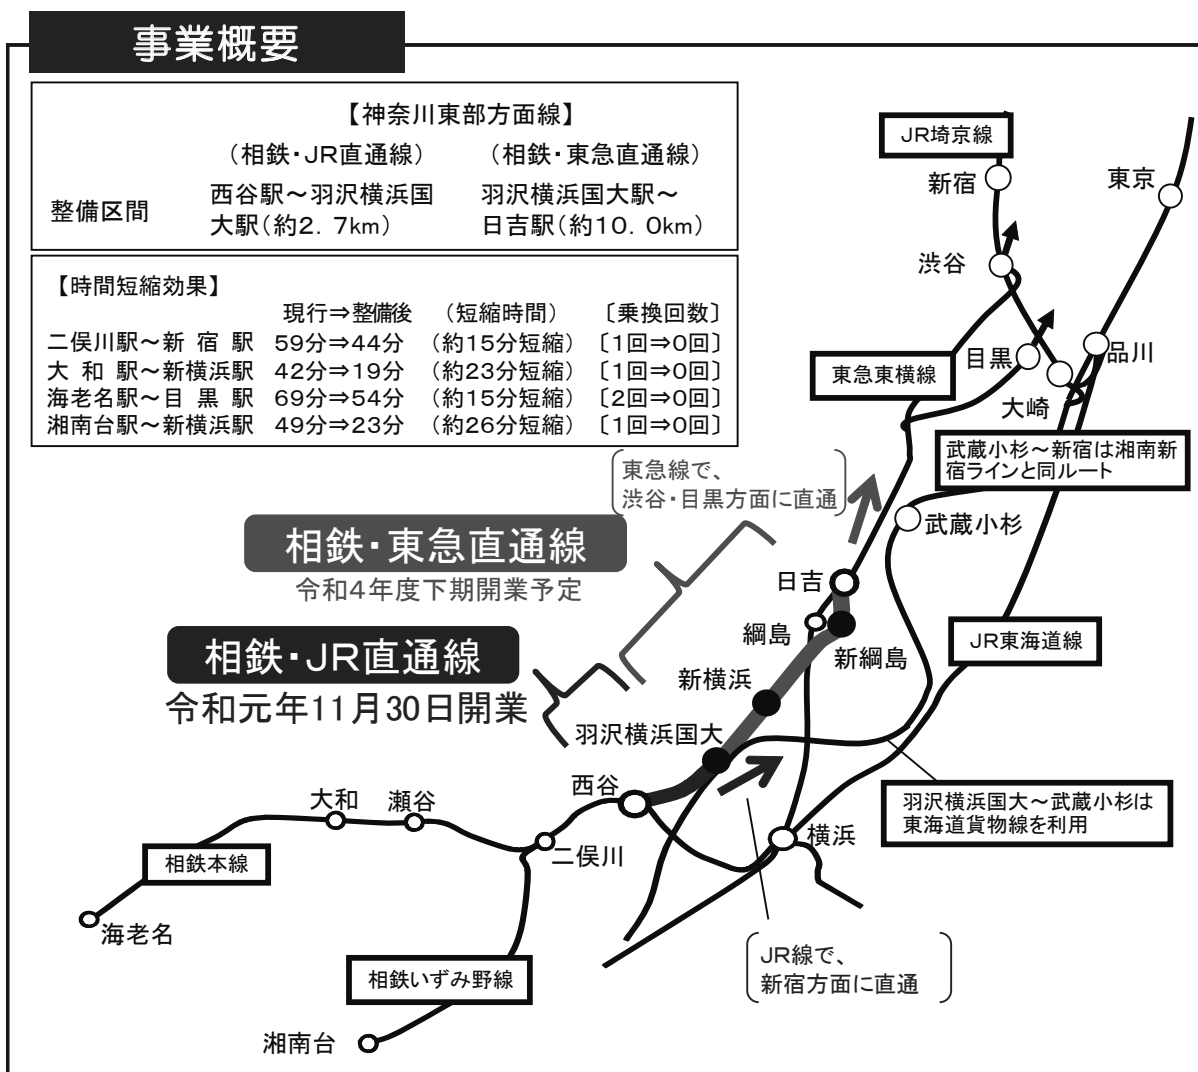 事業概要
【神奈川東部方面線】
(相鉄・JR直通線) (相鉄・東急直通線)
整備区間
西谷駅～羽沢横浜国
大駅(約2.7km)
羽沢横浜国大駅～
日吉駅(約10.0km)
【時間短縮効果】
現行⇒整備後 (短縮時間) 〔乗換回数〕
二俣川駅～新 宿 駅 59分⇒44分 (約15分短縮) 〔1回⇒0回〕
大 和 駅～新横浜駅 42分⇒19分 (約23分短縮) 〔1回⇒0回〕
海老名駅～目 黒 駅 69分⇒54分 (約15分短縮) 〔2回⇒0回〕
湘南台駅～新横浜駅 49分⇒23分 (約26分短縮) 〔1回⇒0回〕
JR埼京線
新宿
東京
渋谷
目黒
品川
大崎
東急東横線
武蔵小杉～新宿は湘南新
宿ラインと同ルート
東急線で、
渋谷・目黒方面に直通
武蔵小杉
相鉄・東急直通線
令和4年度下期開業予定
日吉
綱島
新綱島
JR東海道線
相鉄・JR直通線
令和元年11月30日開業
新横浜
羽沢横浜国大
西谷
大和
瀬谷
二俣川
横浜
羽沢横浜国大～武蔵小杉は
東海道貨物線を利用
相鉄本線
海老名
相鉄いずみ野線
JR線で、
新宿方面に直通
湘南台